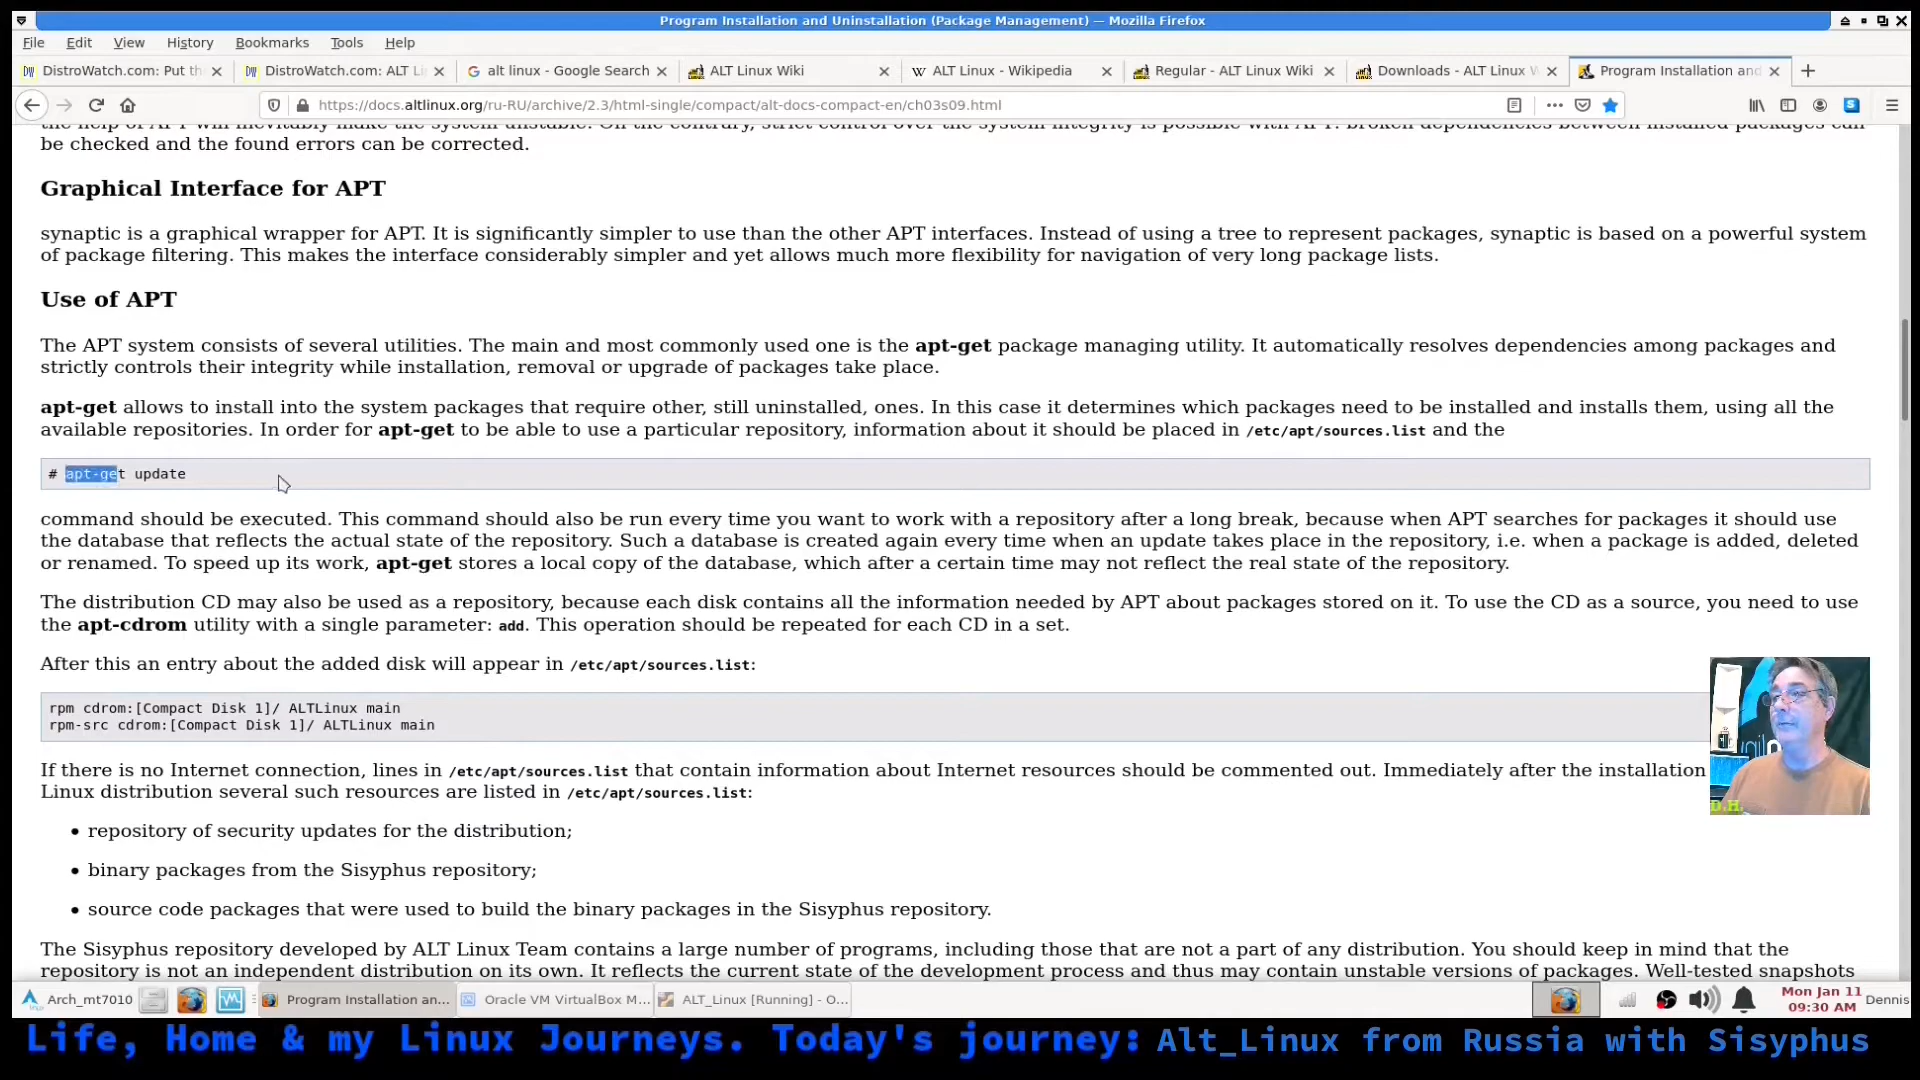 Program Installation and Uninstallation (Package Management) — Mozilla Firefox
File Edit View History Bookmarks Tools Help
DistroWatch.com: Put th
DistroWatch.com: ALT Li
alt linux - Google Search
ALT Linux Wiki
ALT Linux - Wikipedia
Regular - ALT Linux Wiki
Downloads - ALT Linux W
Program Installation and
https://docs.altlinux.org/ru-RU/archive/2.3/html-single/compact/alt-docs-compact-en/ch03s09.html
the help of APT will inevitably make the system unstable. On the contrary, strict control over the system integrity is possible with APT: broken dependencies between installed packages can
be checked and the found errors can be corrected.
Graphical Interface for APT
synaptic is a graphical wrapper for APT. It is significantly simpler to use than the other APT interfaces. Instead of using a tree to represent packages, synaptic is based on a powerful system
of package filtering. This makes the interface considerably simpler and yet allows much more flexibility for navigation of very long package lists.
Use of APT
The APT system consists of several utilities. The main and most commonly used one is the apt-get package managing utility. It automatically resolves dependencies among packages and
strictly controls their integrity while installation, removal or upgrade of packages take place.
apt-get allows to install into the system packages that require other, still uninstalled, ones. In this case it determines which packages need to be installed and installs them, using all the
available repositories. In order for apt-get to be able to use a particular repository, information about it should be placed in /etc/apt/sources.list and the
# apt-get update
command should be executed. This command should also be run every time you want to work with a repository after a long break, because when APT searches for packages it should use
the database that reflects the actual state of the repository. Such a database is created again every time when an update takes place in the repository, i.e. when a package is added, deleted
or renamed. To speed up its work, apt-get stores a local copy of the database, which after a certain time may not reflect the real state of the repository.
The distribution CD may also be used as a repository, because each disk contains all the information needed by APT about packages stored on it. To use the CD as a source, you need to use
the apt-cdrom utility with a single parameter: add. This operation should be repeated for each CD in a set.
After this an entry about the added disk will appear in /etc/apt/sources.list:
rpm cdrom:[Compact Disk 1]/ ALTLinux main
rpm-src cdrom:[Compact Disk 1]/ ALTLinux main
If there is no Internet connection, lines in /etc/apt/sources.list that contain information about Internet resources should be commented out. Immediately after the installation
Linux distribution several such resources are listed in /etc/apt/sources.list:
• repository of security updates for the distribution;
• binary packages from the Sisyphus repository;
• source code packages that were used to build the binary packages in the Sisyphus repository.
The Sisyphus repository developed by ALT Linux Team contains a large number of programs, including those that are not a part of any distribution. You should keep in mind that the
repository is not an independent distribution on its own. It reflects the current state of the development process and thus may contain unstable versions of packages. Well-tested snapshots
D.H.
Arch_mt7010
Program Installation an...
Oracle VM VirtualBox M...
ALT_Linux [Running] - O...
Mon Jan 11
09:30 AM
Dennis
Life, Home & my Linux Journeys. Today's journey: Alt_Linux from Russia with Sisyphus